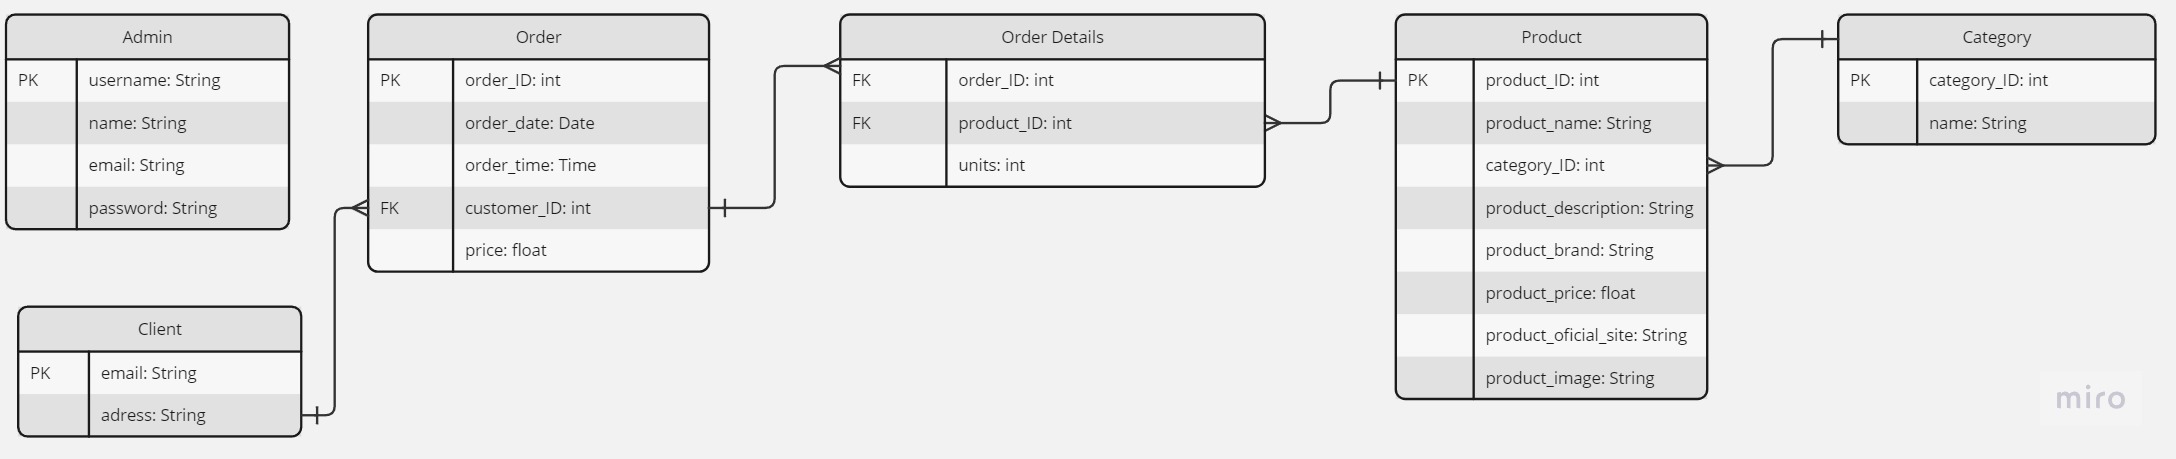 Admin
PK username: String
name: String
email: String
password: String
Client
PK email: String
adress: String
Order
PK order_ID: int
order_date: Date
order_time: Time
FK customer_ID: int
price: float
Order Details
FK order_ID: int
FK product_ID: int
units: int
Product
PK product_ID: int
product_name: String
category_ID: int
product_description: String
product_brand: String
product_price: float
product_oficial_site: String
product_image: String
Category
PK category_ID: int
name: String
miro